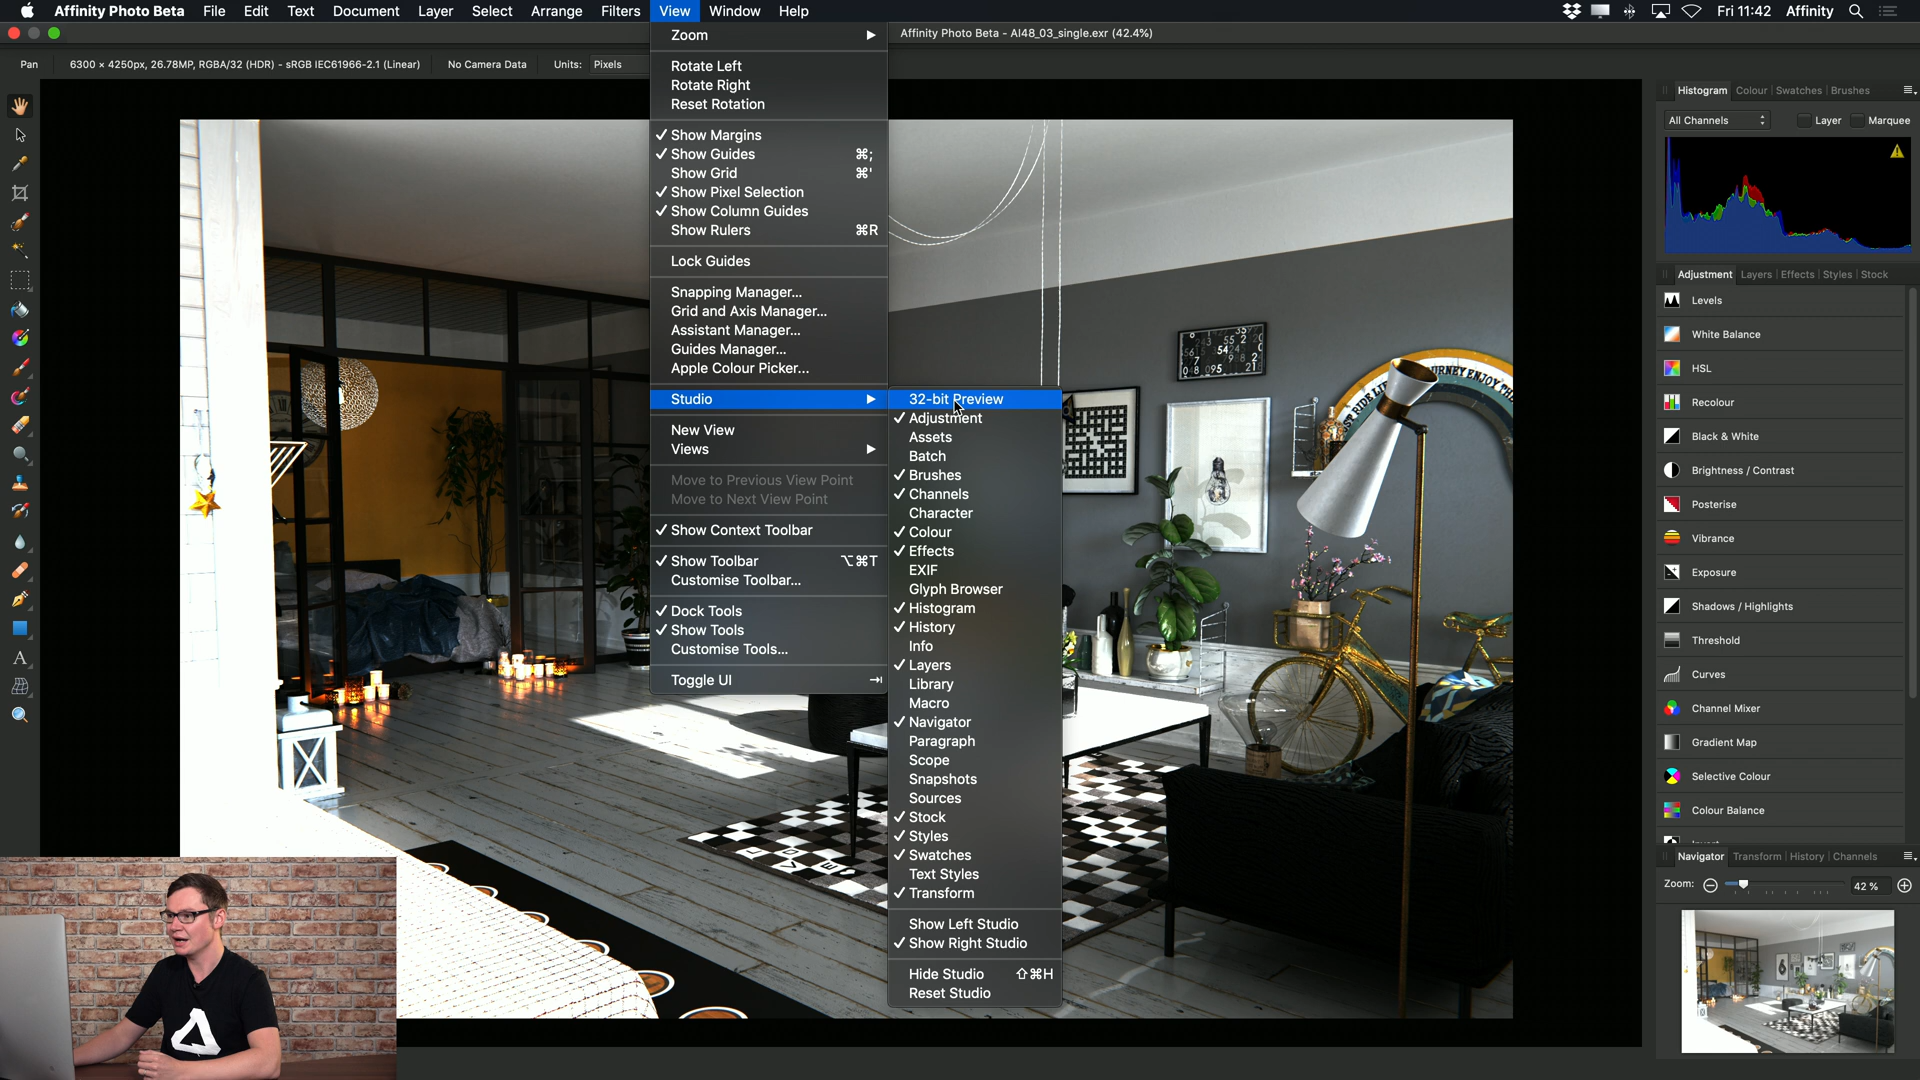 Affinity Photo Beta File Edit Text Document Layer Select Arrange Filters View Window Help Fri 11:42 Affinity
Affinity Photo Beta - AI48_03_single.exr (42.4%)
Pan 6300 × 4250px, 26.78MP, RGBA/32 (HDR) - sRGB IEC61966-2.1 (Linear) No Camera Data Units: Pixels
Zoom
Rotate Left
Rotate Right
Reset Rotation
✓ Show Margins
✓ Show Guides ⌘;
Show Grid ⌘'
✓ Show Pixel Selection
✓ Show Column Guides
Show Rulers ⌘R
Lock Guides
Snapping Manager...
Grid and Axis Manager...
Assistant Manager...
Guides Manager...
Apple Colour Picker...
Studio
New View
Views
Move to Previous View Point
Move to Next View Point
✓ Show Context Toolbar
✓ Show Toolbar ⌥⌘T
Customise Toolbar...
✓ Dock Tools
✓ Show Tools
Customise Tools...
Toggle UI ⇥
32-bit Preview
✓ Adjustment
Assets
Batch
✓ Brushes
✓ Channels
Character
✓ Colour
✓ Effects
EXIF
Glyph Browser
✓ Histogram
✓ History
Info
✓ Layers
Library
Macro
✓ Navigator
Paragraph
Scope
Snapshots
Sources
✓ Stock
✓ Styles
✓ Swatches
Text Styles
✓ Transform
Show Left Studio
✓ Show Right Studio
Hide Studio ⇧⌘H
Reset Studio
Histogram Colour Swatches Brushes
All Channels Layer Marquee
Adjustment Layers Effects Styles Stock
Levels
White Balance
HSL
Recolour
Black & White
Brightness / Contrast
Posterise
Vibrance
Exposure
Shadows / Highlights
Threshold
Curves
Channel Mixer
Gradient Map
Selective Colour
Colour Balance
Navigator Transform History Channels
Zoom: 42 %